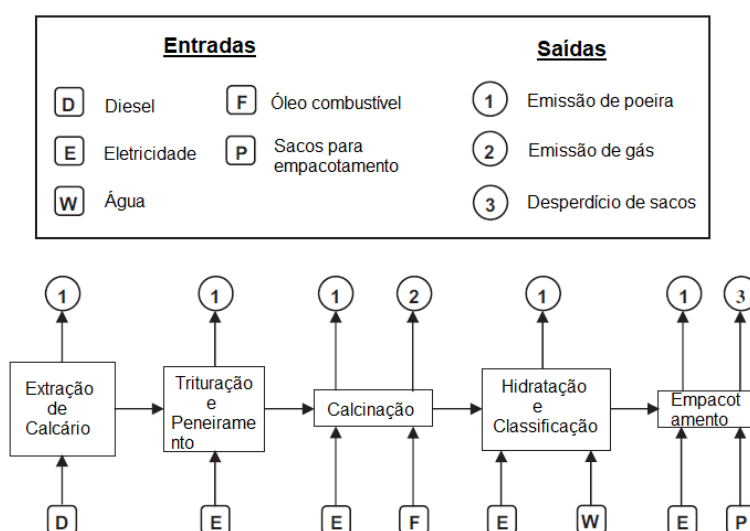 Entradas
Saídas
D Diesel
F Óleo combustível
1 Emissão de poeira
E Eletricidade
P Sacos para
empacotamento
2 Emissão de gás
W Água
3 Desperdício de sacos
1 1 1 2 1 1 3
Extração
de
Calcário
Trituração
e
Peneirame
nto
Calcinação
Hidratação
e
Classificação
Empacot
amento
D E E F E W E P